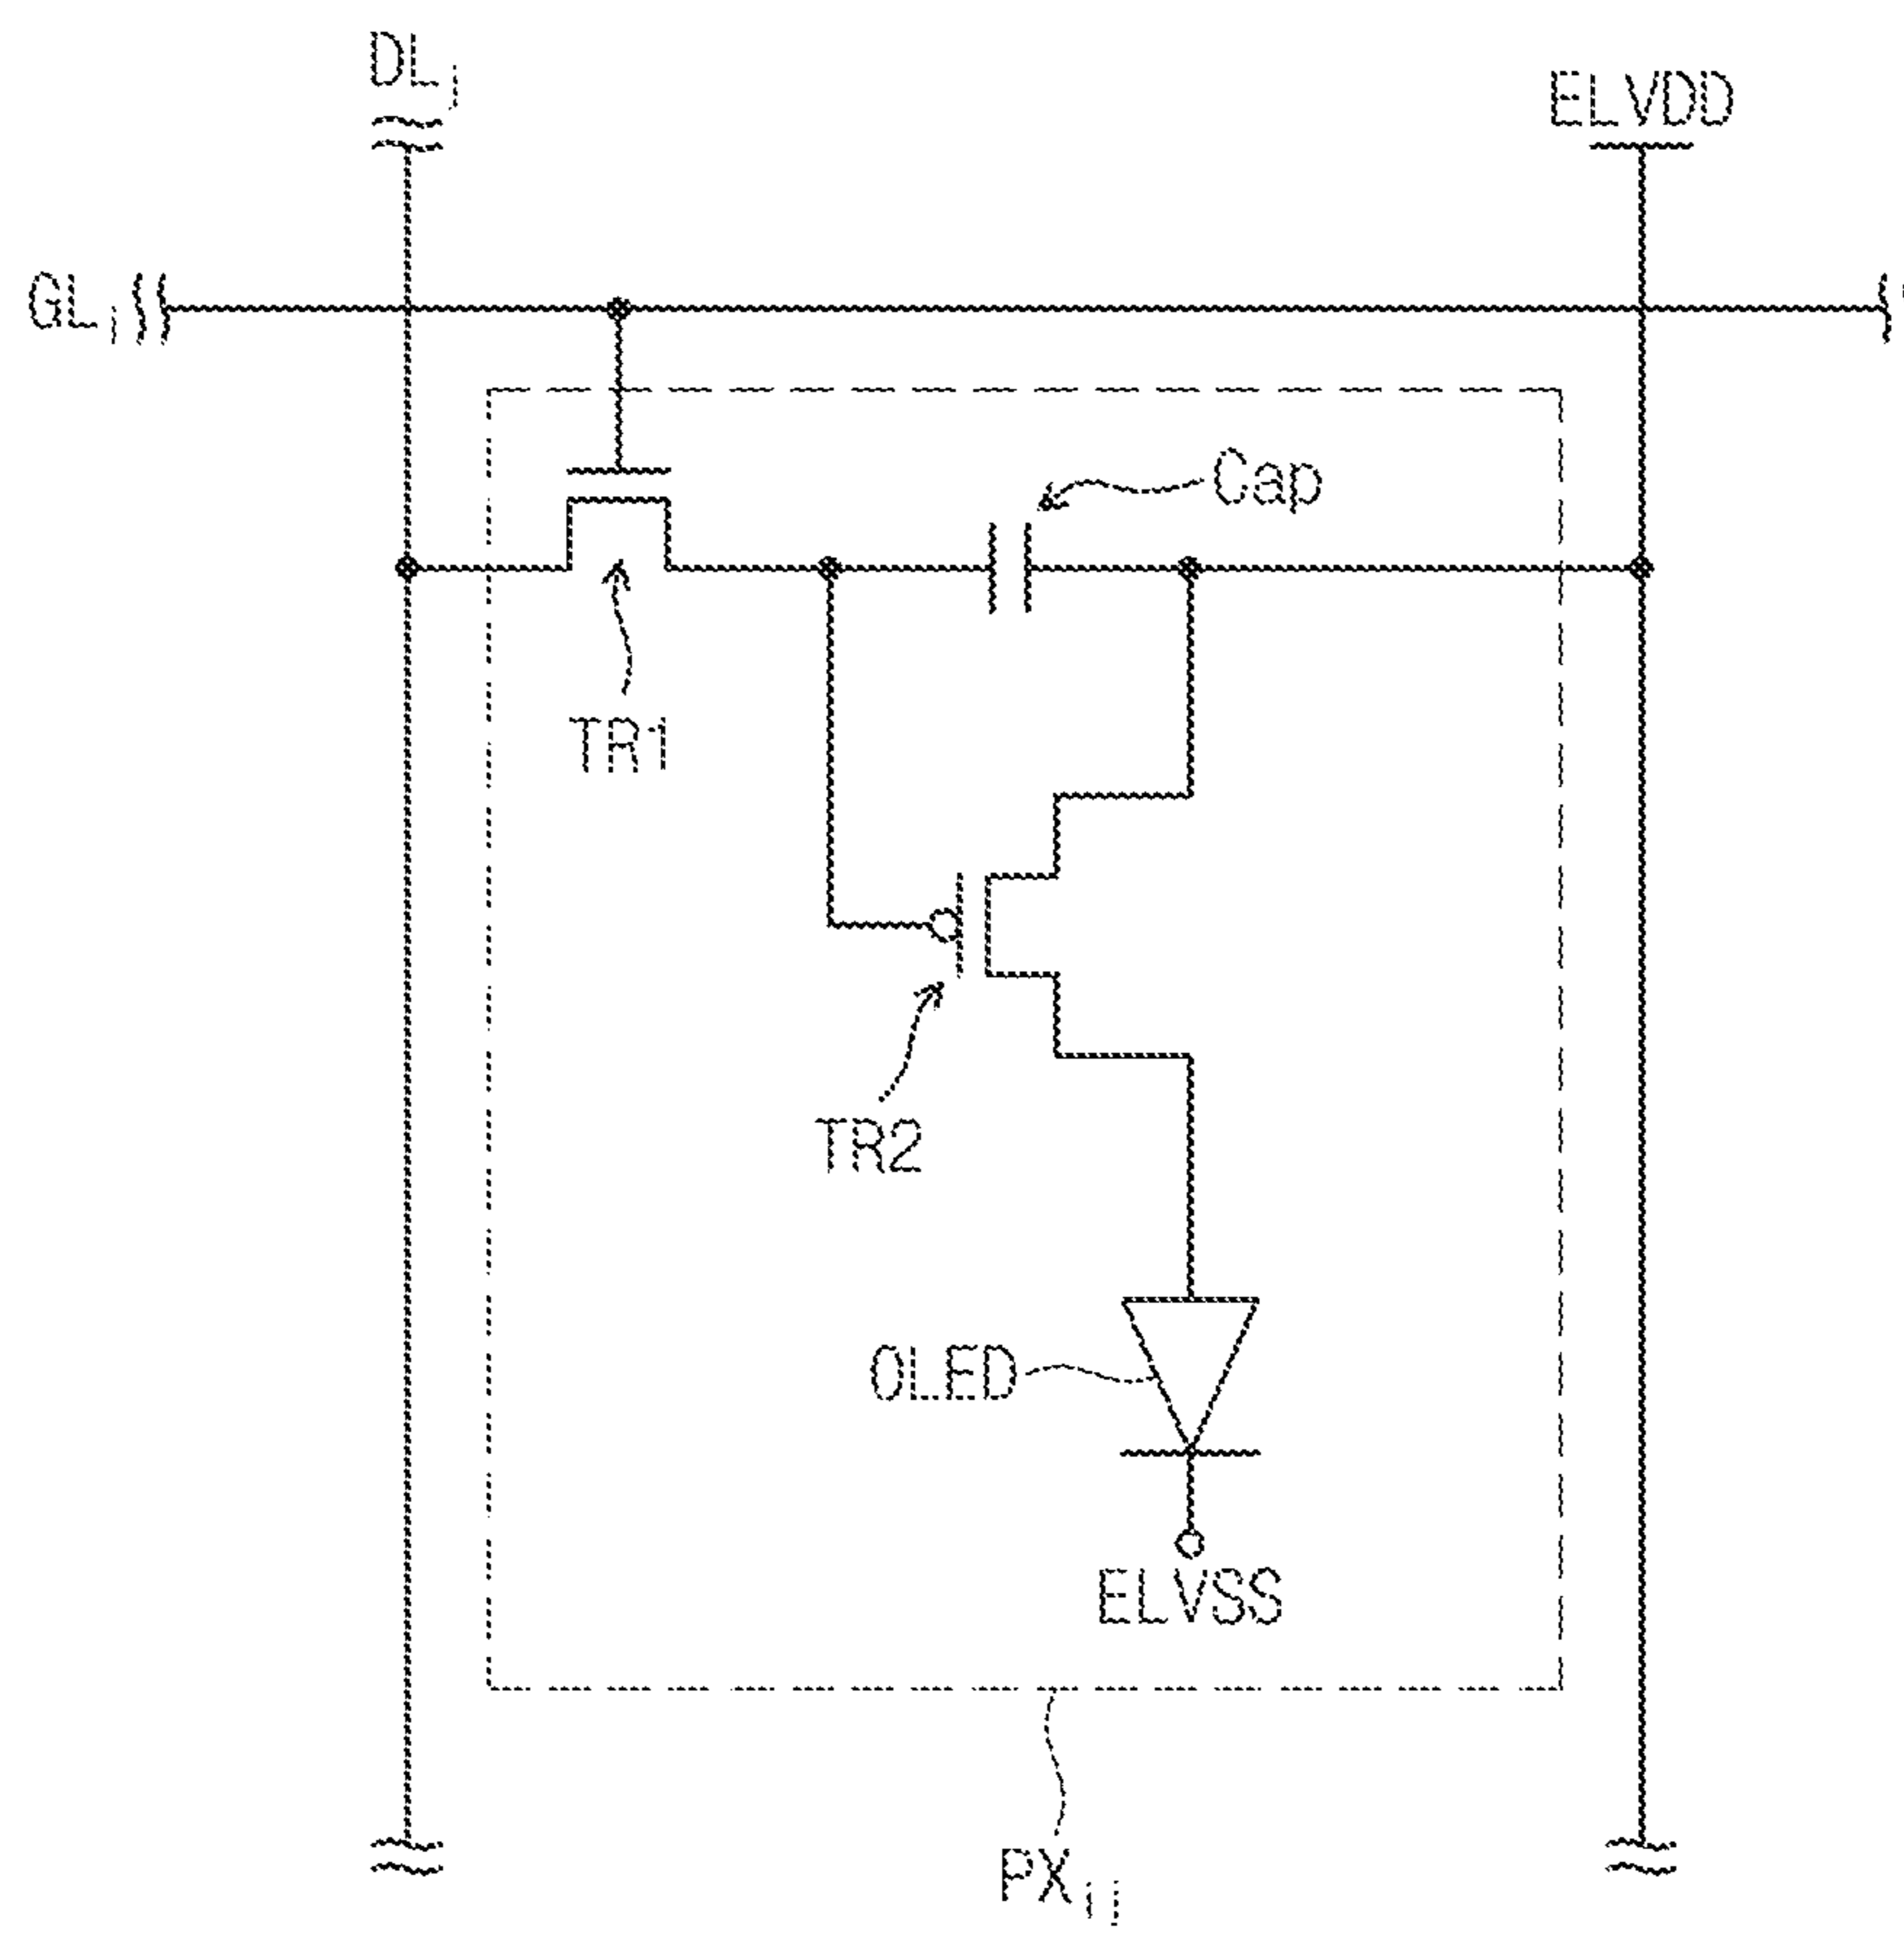 DLj
ELVDD
GLi
Cap
TR1
TR2
OLED
ELVSS
PXij